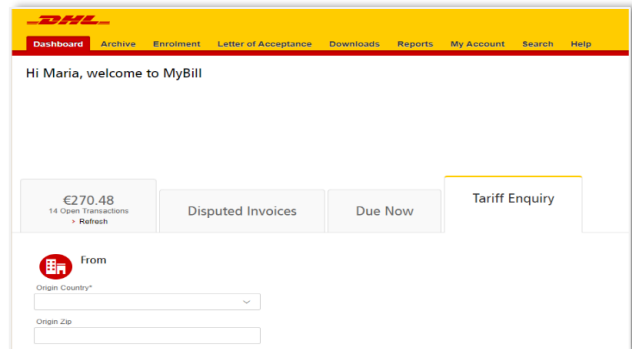 DHL
Dashboard Archive Enrolment Letter of Acceptance Downloads Reports My Account Search Help
Hi Maria, welcome to MyBill
€270.48
14 Open Transactions
> Refresh
Disputed Invoices
Due Now
Tariff Enquiry
From
Origin Country*
Origin Zip